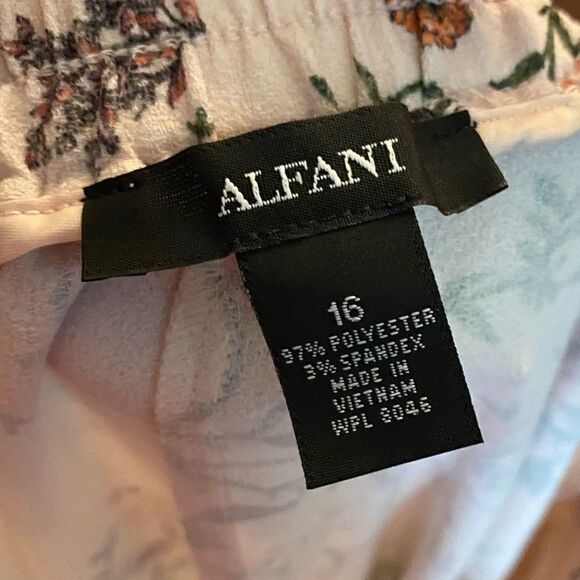 ALFANI
16
97% POLYESTER
3% SPANDEX
MADE IN
VIETNAM
WPL 8046